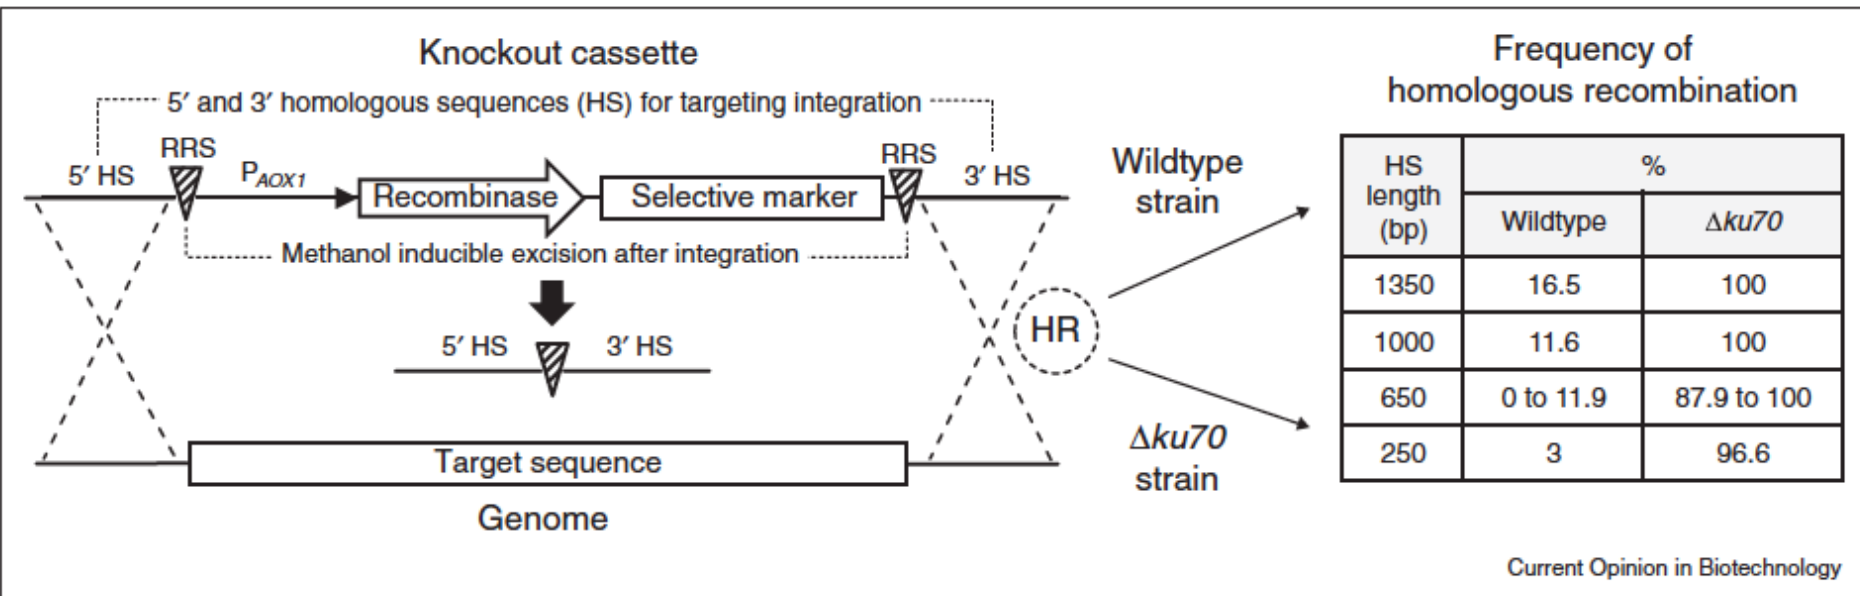 Knockout cassette
5′ and 3′ homologous sequences (HS) for targeting integration
RRS
RRS
5′ HS
P_AOX1
Recombinase
Selective marker
3′ HS
Methanol inducible excision after integration
5′ HS
3′ HS
HR
Target sequence
Genome
Wildtype
strain
Δku70
strain
Frequency of
homologous recombination
HS
length
(bp)
%
Wildtype
Δku70
1350 16.5 100
1000 11.6 100
650 0 to 11.9 87.9 to 100
250 3 96.6
Current Opinion in Biotechnology